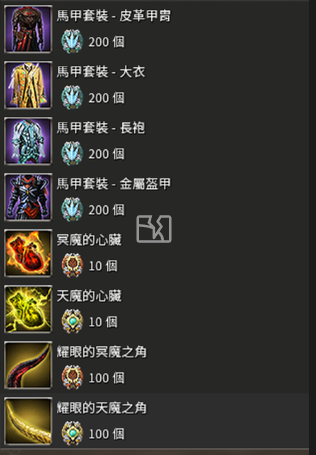 馬甲套裝 - 皮革甲冑
200 個
馬甲套裝 - 大衣
200 個
馬甲套裝 - 長袍
200 個
馬甲套裝 - 金屬盔甲
200 個
冥魔的心臟
10 個
天魔的心臟
10 個
耀眼的冥魔之角
100 個
耀眼的天魔之角
100 個